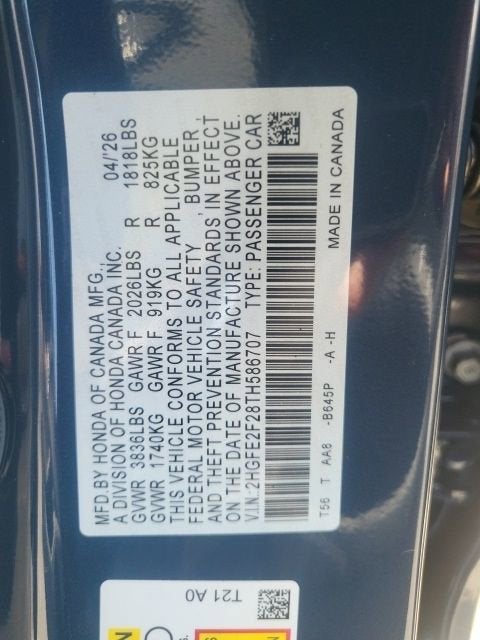 MFD.BY HONDA OF CANADA MFG., 04/'26
A DIVISION OF HONDA CANADA INC.
GVWR 3836LBS GAWR F 2026LBS R 1818LBS
GVWR 1740KG GAWR F 919KG R 825KG
THIS VEHICLE CONFORMS TO ALL APPLICABLE
FEDERAL MOTOR VEHICLE SAFETY , BUMPER ,
AND THEFT PREVENTION STANDARDS IN EFFECT
ON THE DATE OF MANUFACTURE SHOWN ABOVE.
V.I.N.:2HGFE2F28TH586707 TYPE: PASSENGER CAR
T56 T AA8 -B645P -A -H MADE IN CANADA
T21 A0